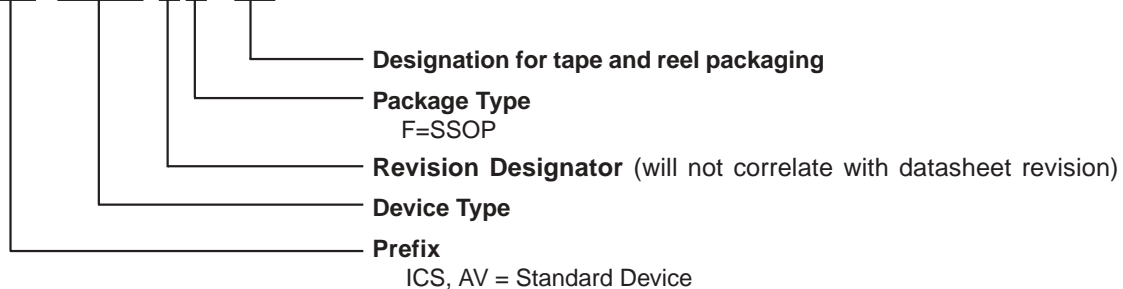 Designation for tape and reel packaging
Package Type
F=SSOP
Revision Designator (will not correlate with datasheet revision)
Device Type
Prefix
ICS, AV = Standard Device